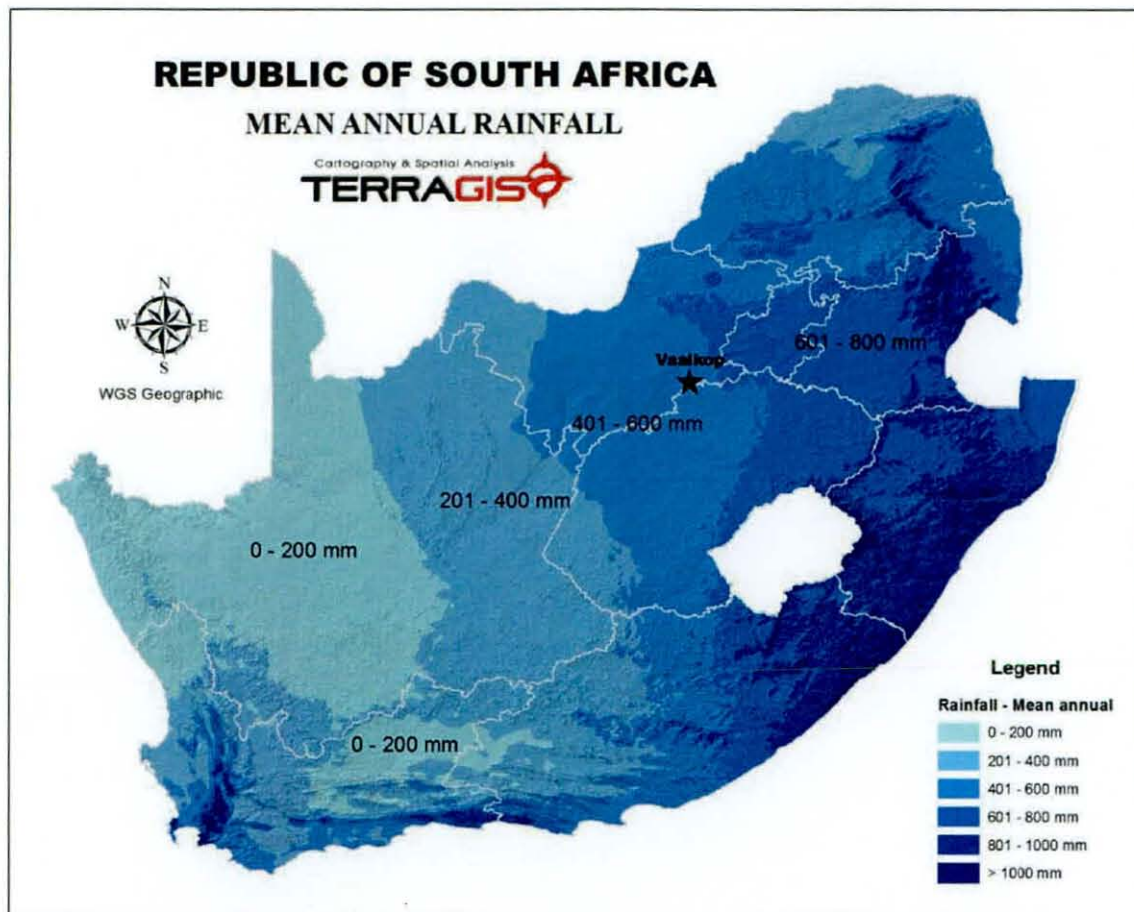 REPUBLIC OF SOUTH AFRICA
MEAN ANNUAL RAINFALL
Cartography & Spatial Analysis
TERRAGIS
N
W E
S
WGS Geographic
601 - 800 mm
Vaalkop
401 - 600 mm
201 - 400 mm
0 - 200 mm
0 - 200 mm
Legend
Rainfall - Mean annual
0 - 200 mm
201 - 400 mm
401 - 600 mm
601 - 800 mm
801 - 1000 mm
> 1000 mm